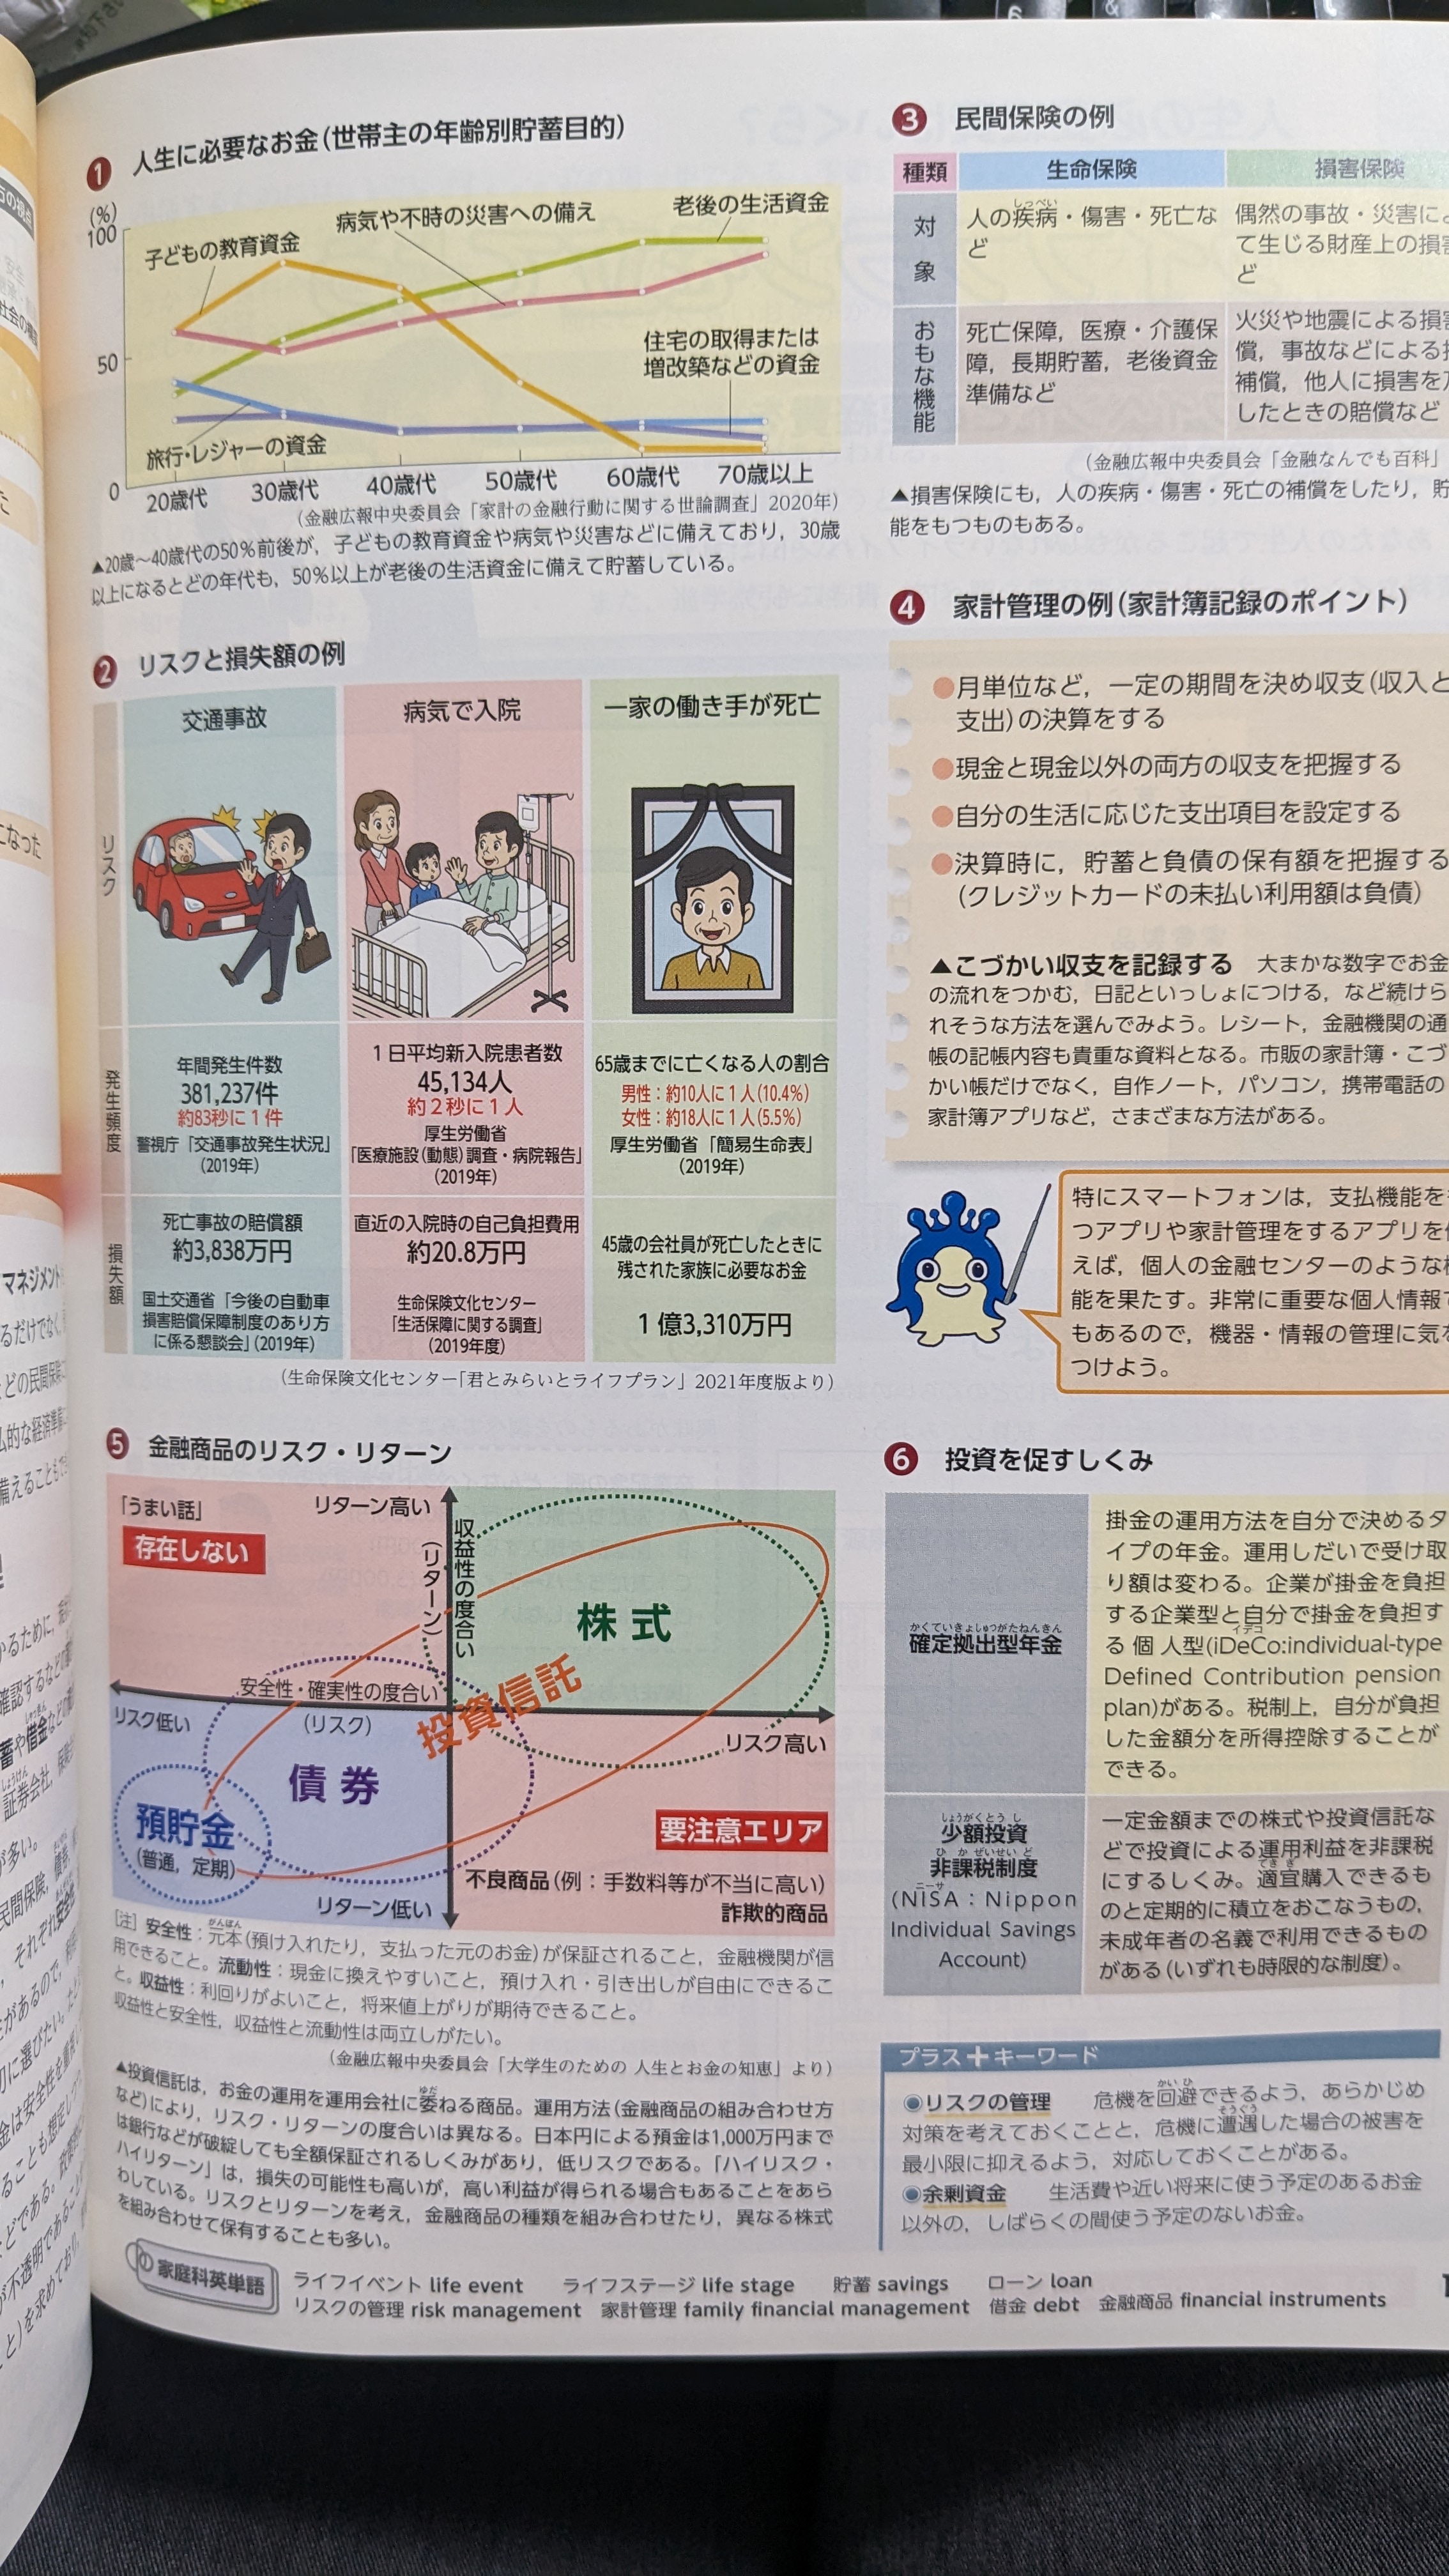 1 人生に必要なお金(世帯主の年齢別貯蓄目的)
(%)
100
50
0
子どもの教育資金
病気や不時の災害への備え
老後の生活資金
住宅の取得または
増改築などの資金
旅行・レジャーの資金
20歳代 30歳代 40歳代 50歳代 60歳代 70歳以上
(金融広報中央委員会「家計の金融行動に関する世論調査」2020年)
▲20歳〜40歳代の50%前後が，子どもの教育資金や病気や災害などに備えており，30歳
以上になるとどの年代も，50%以上が老後の生活資金に備えて貯蓄している。
2 リスクと損失額の例
リスク
交通事故
病気で入院
一家の働き手が死亡
発生頻度
年間発生件数
381,237件
約83秒に1件
警視庁「交通事故発生状況」
(2019年)
1日平均新入院患者数
45,134人
約2秒に1人
厚生労働省
「医療施設(動態)調査・病院報告」
(2019年)
65歳までに亡くなる人の割合
男性：約10人に1人(10.4%)
女性：約18人に1人(5.5%)
厚生労働省「簡易生命表」
(2019年)
損失額
死亡事故の賠償額
約3,838万円
国土交通省「今後の自動車
損害賠償保障制度のあり方
に係る懇談会」(2019年)
直近の入院時の自己負担費用
約20.8万円
生命保険文化センター
「生活保障に関する調査」
(2019年度)
45歳の会社員が死亡したときに
残された家族に必要なお金
1億3,310万円
(生命保険文化センター「君とみらいとライフプラン」2021年度版より)
3 民間保険の例
種類 生命保険 損害保険
対象
人の疾病・傷害・死亡な
ど
しっぺい
偶然の事故・災害によ
て生じる財産上の損害
ど
おもな機能
死亡保障，医療・介護保
障，長期貯蓄，老後資金
準備など
火災や地震による損害
償，事故などによる
補償，他人に損害を
したときの賠償など
(金融広報中央委員会「金融なんでも百科」
▲損害保険にも，人の疾病・傷害・死亡の補償をしたり，貯
能をもつものもある。
4 家計管理の例(家計簿記録のポイント)
●月単位など，一定の期間を決め収支(収入と
支出)の決算をする
●現金と現金以外の両方の収支を把握する
●自分の生活に応じた支出項目を設定する
●決算時に，貯蓄と負債の保有額を把握する
(クレジットカードの未払い利用額は負債)
▲こづかい収支を記録する 大まかな数字でお金
の流れをつかむ，日記といっしょにつける，など続けら
れそうな方法を選んでみよう。レシート，金融機関の通
帳の記帳内容も貴重な資料となる。市販の家計簿・こづ
かい帳だけでなく，自作ノート，パソコン，携帯電話の
家計簿アプリなど，さまざまな方法がある。
特にスマートフォンは，支払機能を
つアプリや家計管理をするアプリを
えば，個人の金融センターのような
能を果たす。非常に重要な個人情報
もあるので，機器・情報の管理に気を
つけよう。
5 金融商品のリスク・リターン
「うまい話」
存在しない
リターン高い
収益性の度合い
(リターン)
株式
投資信託
安全性・確実性の度合い
(リスク)
リスク低い
リスク高い
債券
預貯金
(普通，定期)
リターン低い
要注意エリア
不良商品(例：手数料等が不当に高い)
詐欺的商品
[注] 安全性：元本(預け入れたり，支払った元のお金)が保証されること，金融機関が信
がんぽん
用できること。流動性：現金に換えやすいこと，預け入れ・引き出しが自由にできるこ
と。収益性：利回りがよいこと，将来値上がりが期待できること。
収益性と安全性，収益性と流動性は両立しがたい。
(金融広報中央委員会「大学生のための 人生とお金の知恵」より)
▲投資信託は，お金の運用を運用会社に委ねる商品。運用方法(金融商品の組み合わせ方
ゆだ
など)により，リスク・リターンの度合いは異なる。日本円による預金は1,000万円まで
は銀行などが破綻しても全額保証されるしくみがあり，低リスクである。「ハイリスク・
ハイリターン」は，損失の可能性も高いが，高い利益が得られる場合もあることをあら
わしている。リスクとリターンを考え，金融商品の種類を組み合わせたり，異なる株式
を組み合わせて保有することも多い。
6 投資を促すしくみ
かくていきょしゅつがたねんきん
確定拠出型年金
掛金の運用方法を自分で決めるタ
イプの年金。運用しだいで受け取
り額は変わる。企業が掛金を負担
する企業型と自分で掛金を負担す
イデコ
る個人型(iDeCo:individual-type
Defined Contribution pension
plan)がある。税制上，自分が負担
した金額分を所得控除することが
できる。
しょうがくとうし
少額投資
ひかぜいせいど
非課税制度
ニーサ
(NISA：Nippon
Individual Savings
Account)
一定金額までの株式や投資信託な
どで投資による運用利益を非課税
にするしくみ。適宜購入できるも
てきぎ
のと定期的に積立をおこなうもの，
未成年者の名義で利用できるもの
がある(いずれも時限的な制度)。
プラス＋キーワード
●リスクの管理 危機を回避できるよう，あらかじめ
かいひ
対策を考えておくことと，危機に遭遇した場合の被害を
そうぐう
最小限に抑えるよう，対応しておくことがある。
●余剰資金 生活費や近い将来に使う予定のあるお金
以外の，しばらくの間使う予定のないお金。
家庭科英単語
ライフイベント life event ライフステージ life stage 貯蓄 savings ローン loan
リスクの管理 risk management 家計管理 family financial management 借金 debt 金融商品 financial instruments